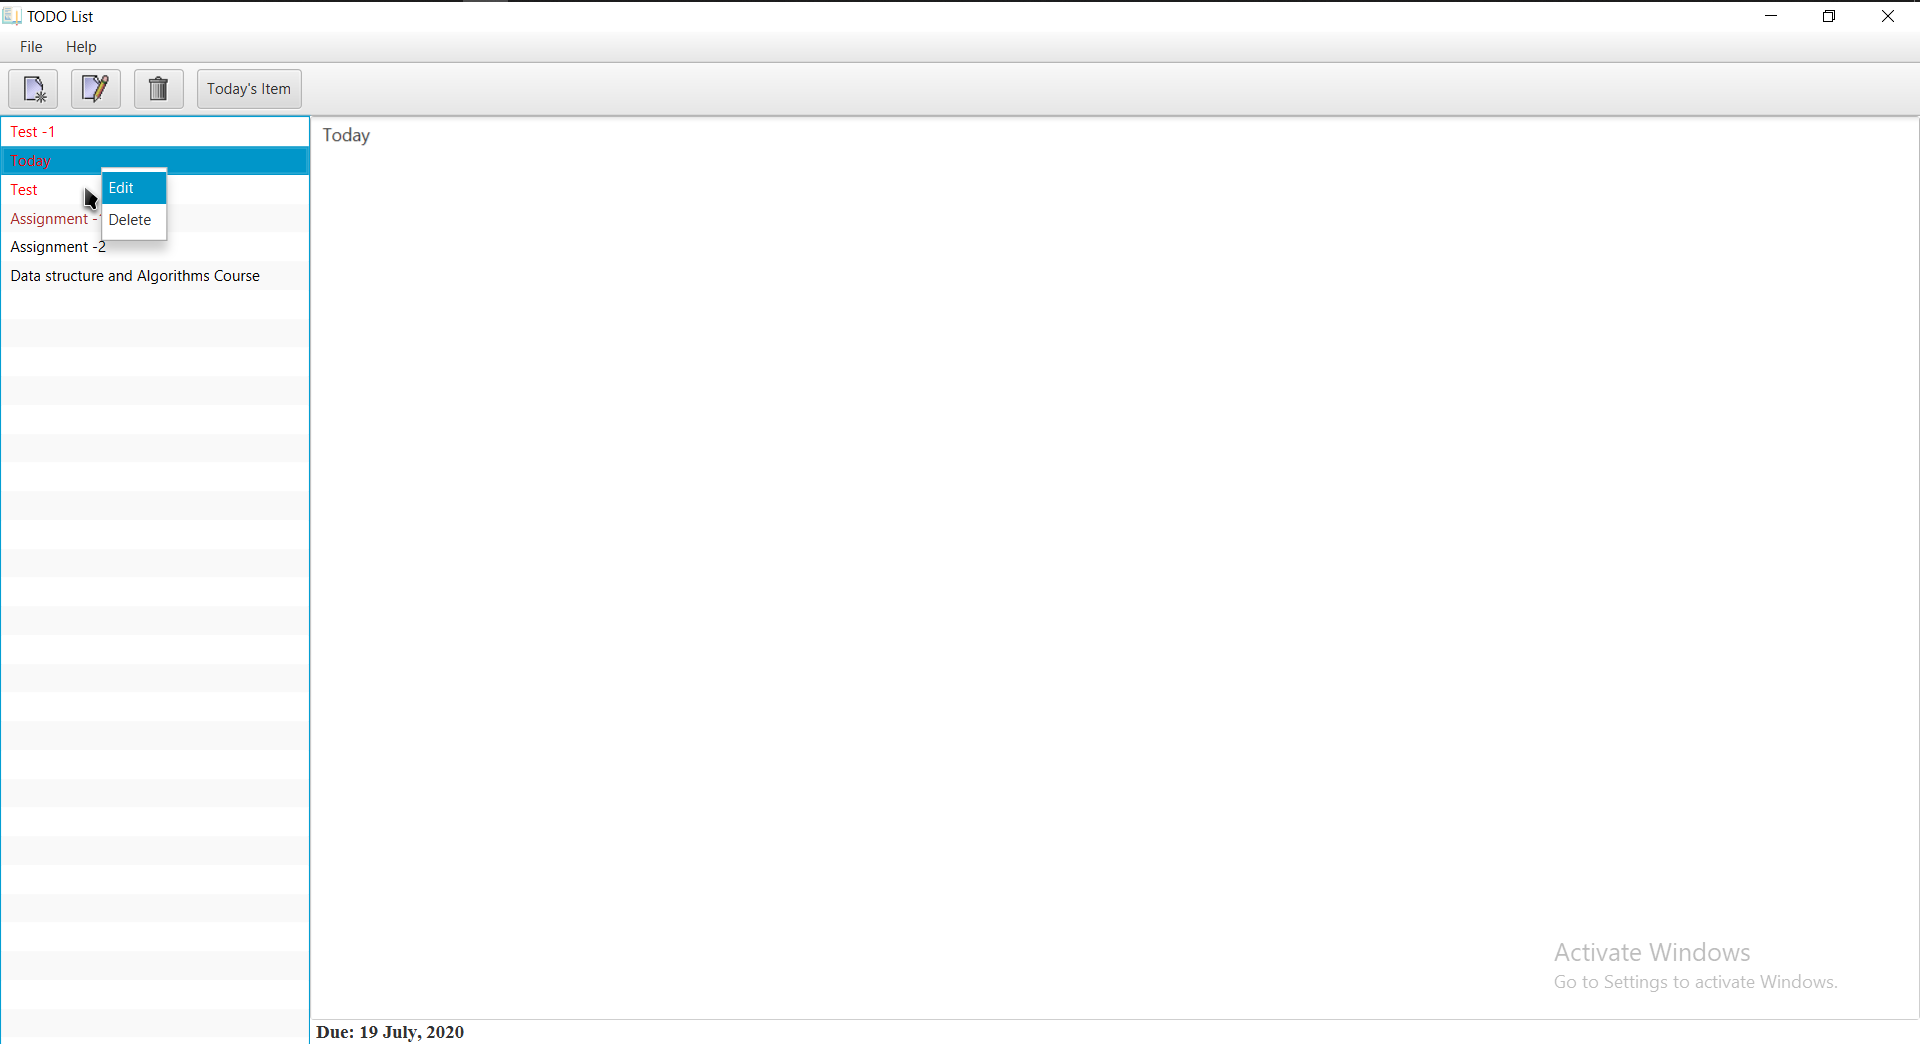 TODO List
File Help
Today's Item
Test -1
Today
Test
Assignment -
Assignment -2
Data structure and Algorithms Course
Edit
Delete
Today
Activate Windows
Go to Settings to activate Windows.
Due: 19 July, 2020